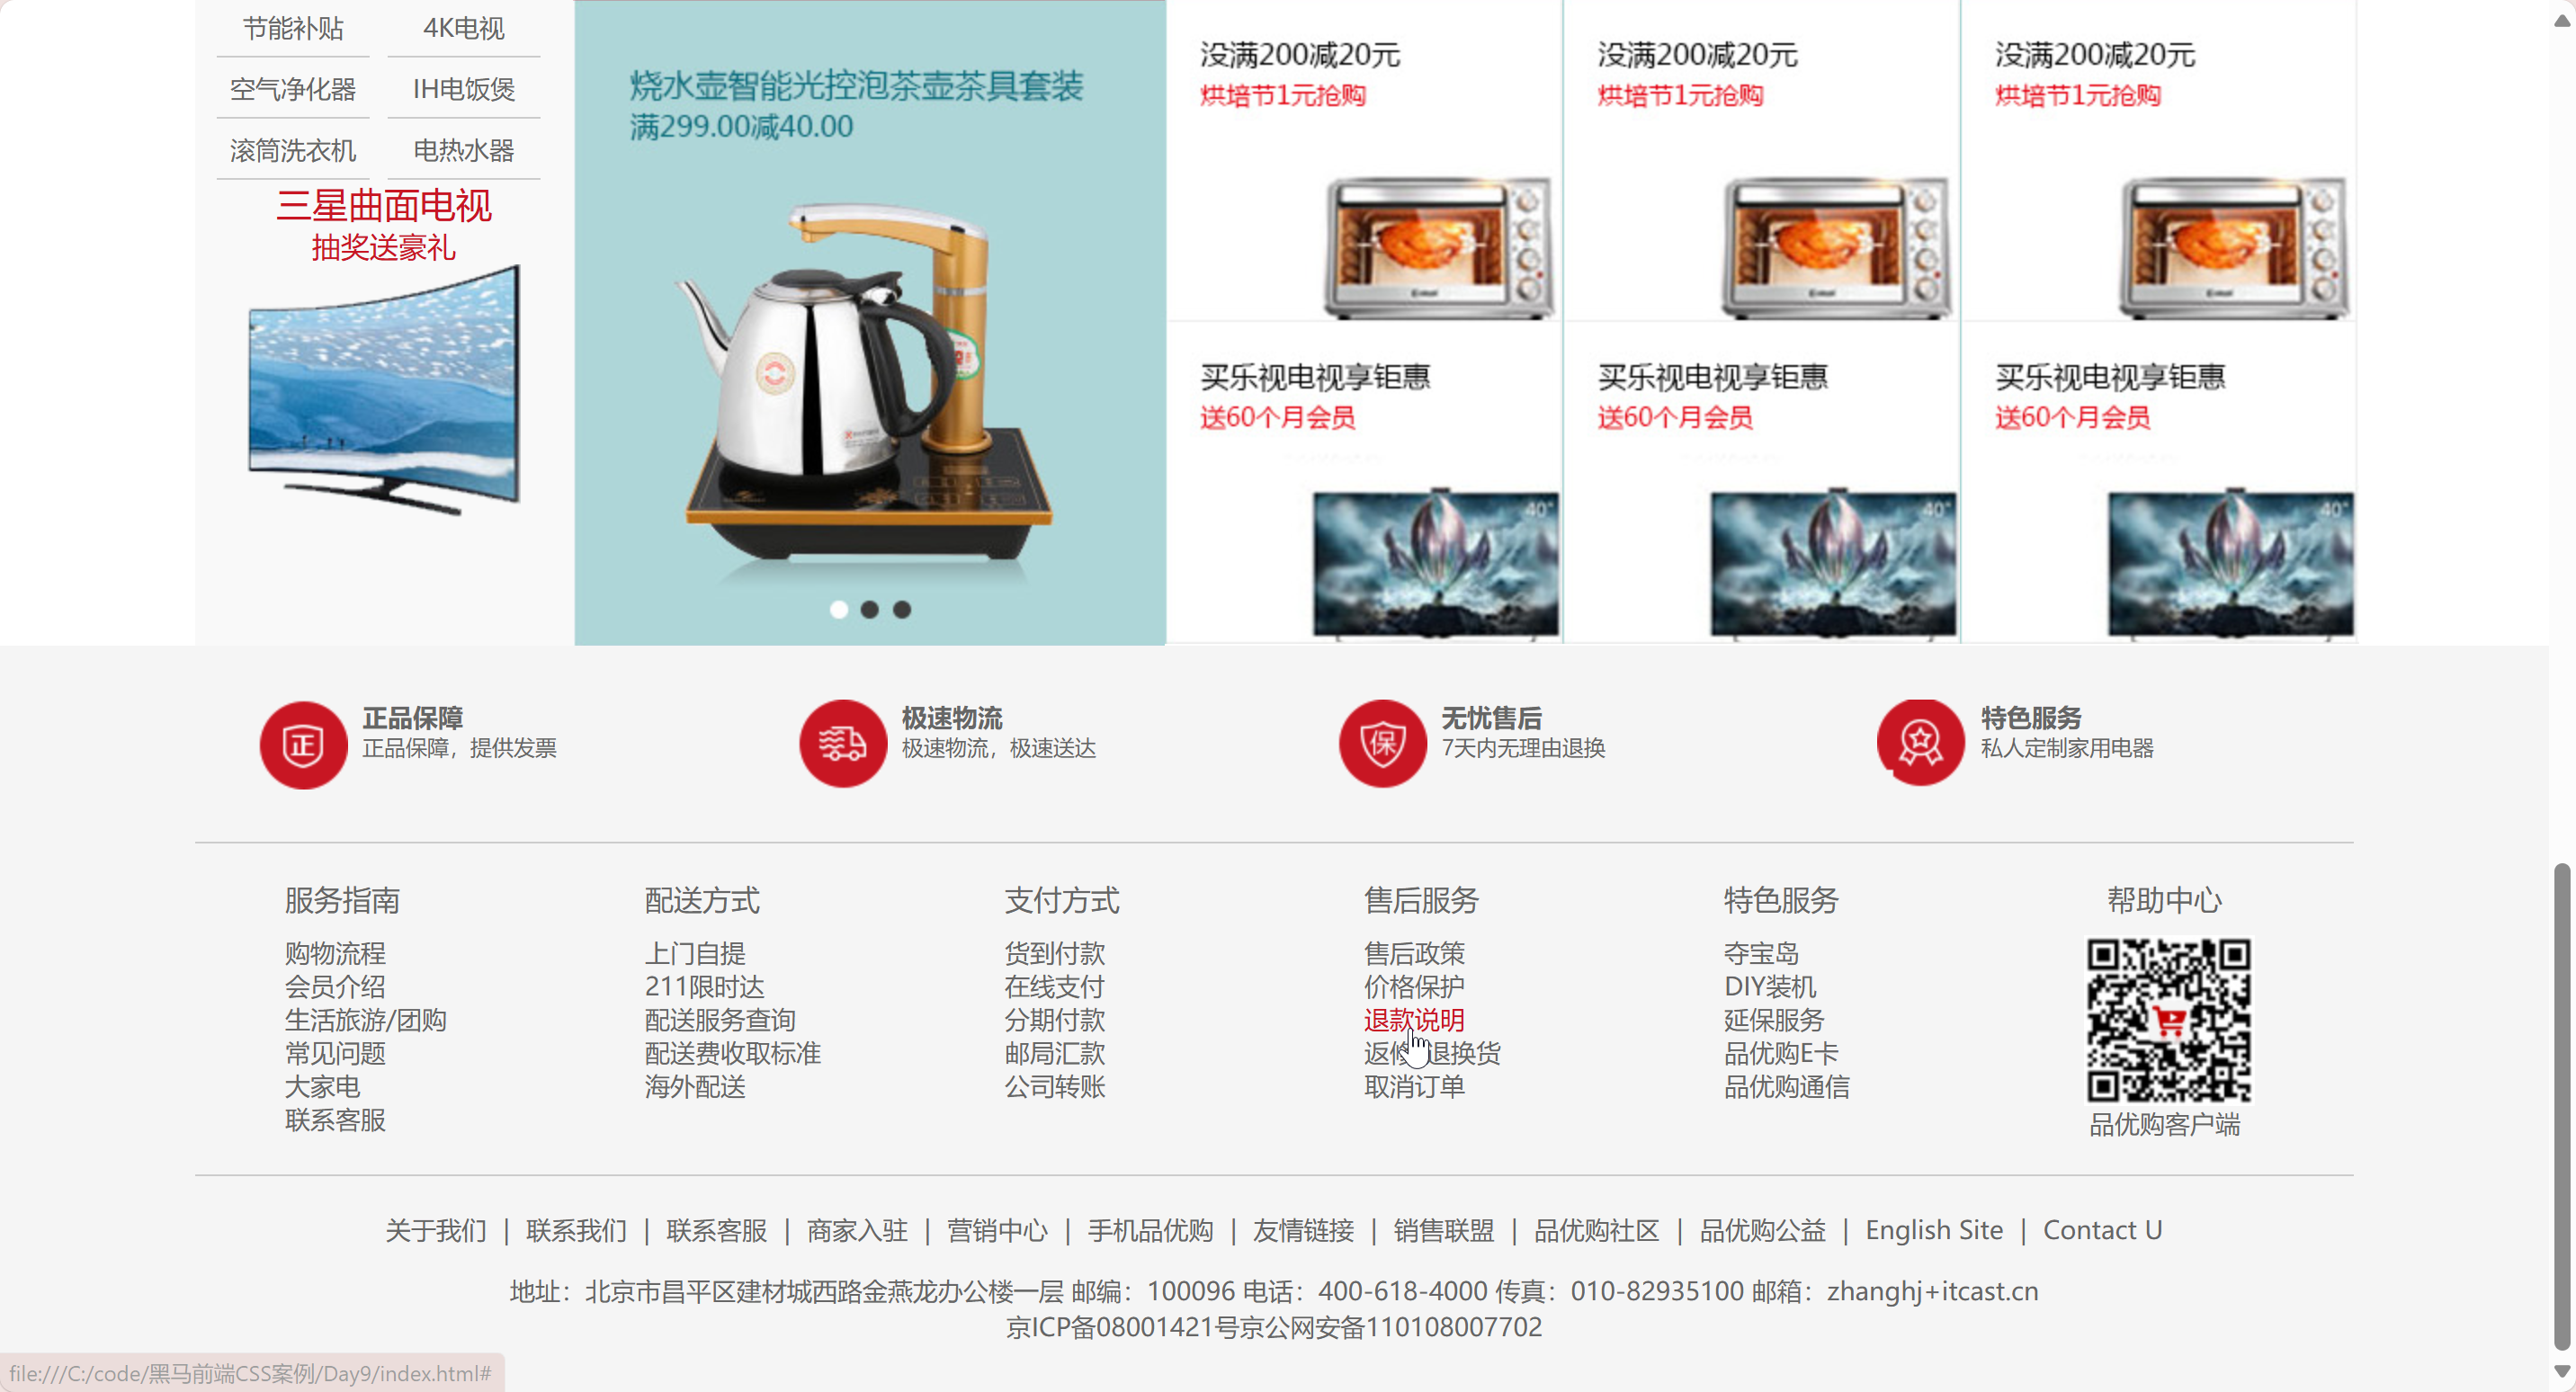 节能补贴 4K电视
空气净化器 IH电饭煲
滚筒洗衣机 电热水器
三星曲面电视
抽奖送豪礼
烧水壶智能光控泡茶壶茶具套装
满299.00减40.00
没满200减20元
烘培节1元抢购
没满200减20元
烘培节1元抢购
没满200减20元
烘培节1元抢购
买乐视电视享钜惠
送60个月会员
40"
买乐视电视享钜惠
送60个月会员
40"
买乐视电视享钜惠
送60个月会员
40"
正
正品保障
正品保障，提供发票
极速物流
极速物流，极速送达
保
无忧售后
7天内无理由退换
特色服务
私人定制家用电器
服务指南
购物流程
会员介绍
生活旅游/团购
常见问题
大家电
联系客服
配送方式
上门自提
211限时达
配送服务查询
配送费收取标准
海外配送
支付方式
货到付款
在线支付
分期付款
邮局汇款
公司转账
售后服务
售后政策
价格保护
退款说明
返修 退换货
取消订单
特色服务
夺宝岛
DIY装机
延保服务
品优购E卡
品优购通信
帮助中心
品优购客户端
关于我们 | 联系我们 | 联系客服 | 商家入驻 | 营销中心 | 手机品优购 | 友情链接 | 销售联盟 | 品优购社区 | 品优购公益 | English Site | Contact U
地址：北京市昌平区建材城西路金燕龙办公楼一层 邮编：100096 电话：400-618-4000 传真：010-82935100 邮箱：zhanghj+itcast.cn
京ICP备08001421号京公网安备110108007702
file:///C:/code/黑马前端CSS案例/Day9/index.html#